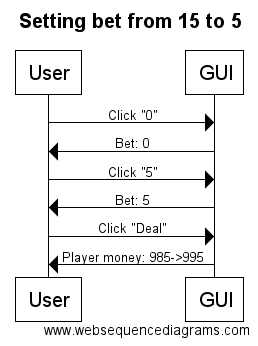 Setting bet from 15 to 5
User GUI
Click "0"
Bet: 0
Click "5"
Bet: 5
Click "Deal"
Player money: 985->995
User GUI
www.websequencediagrams.com